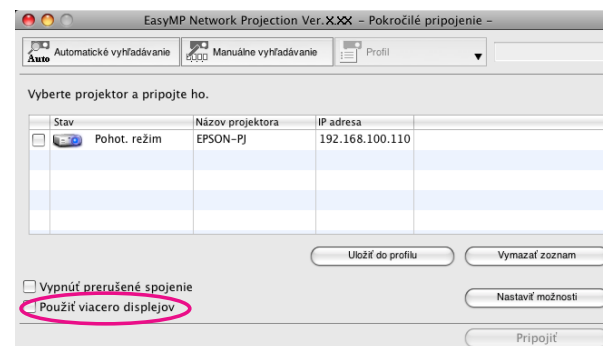 EasyMP Network Projection Ver.X.XX – Pokročilé pripojenie –
Auto Automatické vyhľadávanie Manuálne vyhľadávanie Profil
Vyberte projektor a pripojte ho.
Stav Názov projektora IP adresa
Pohot. režim EPSON-PJ 192.168.100.110
Uložiť do profilu Vymazať zoznam
Vypnúť prerušené spojenie
Nastaviť možnosti
Použiť viacero displejov
Pripojiť